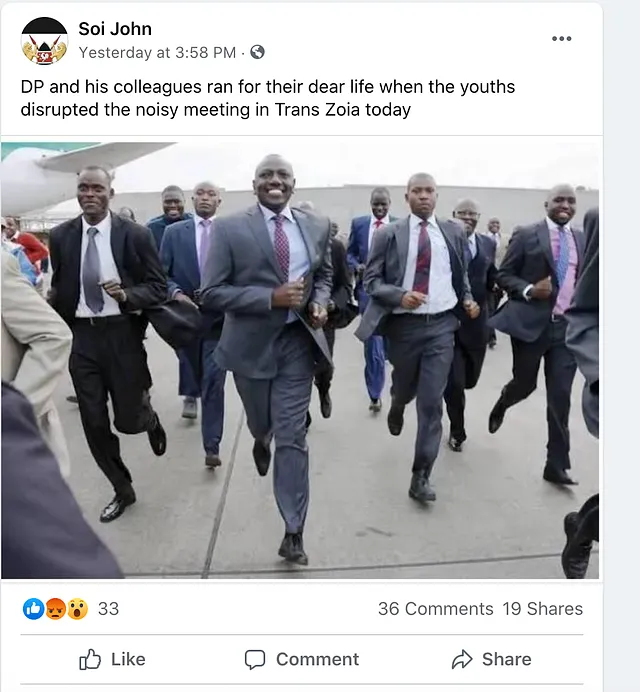 Soi John
Yesterday at 3:58 PM ·
DP and his colleagues ran for their dear life when the youths
disrupted the noisy meeting in Trans Zoia today
33
36 Comments 19 Shares
Like Comment Share